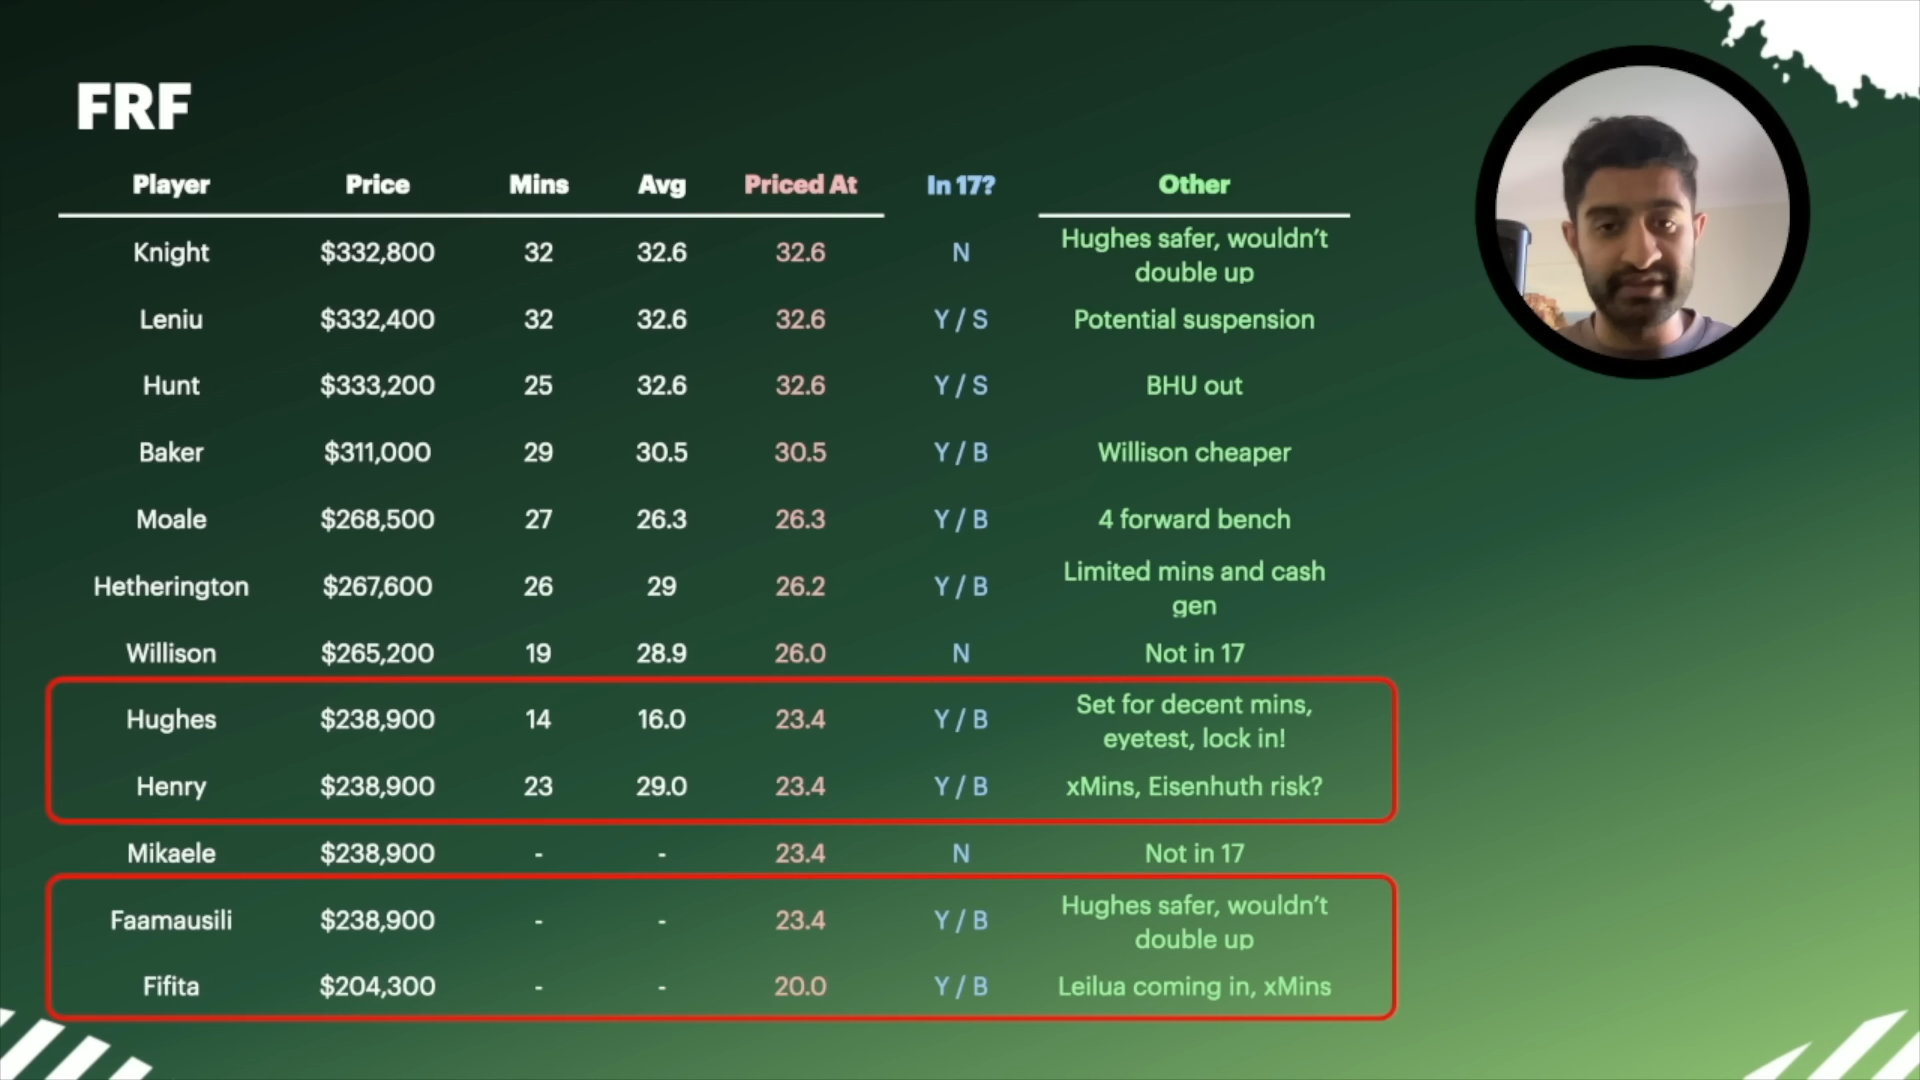 FRF
Player Price Mins Avg Priced At In 17? Other
Knight $332,800 32 32.6 32.6 N Hughes safer, wouldn't
double up
Leniu $332,400 32 32.6 32.6 Y / S Potential suspension
Hunt $333,200 25 32.6 32.6 Y / S BHU out
Baker $311,000 29 30.5 30.5 Y / B Willison cheaper
Moale $268,500 27 26.3 26.3 Y / B 4 forward bench
Hetherington $267,600 26 29 26.2 Y / B Limited mins and cash
gen
Willison $265,200 19 28.9 26.0 N Not in 17
Hughes $238,900 14 16.0 23.4 Y / B Set for decent mins,
eyetest, lock in!
Henry $238,900 23 29.0 23.4 Y / B xMins, Eisenhuth risk?
Mikaele $238,900 - - 23.4 N Not in 17
Faamausili $238,900 - - 23.4 Y / B Hughes safer, wouldn't
double up
Fifita $204,300 - - 20.0 Y / B Leilua coming in, xMins